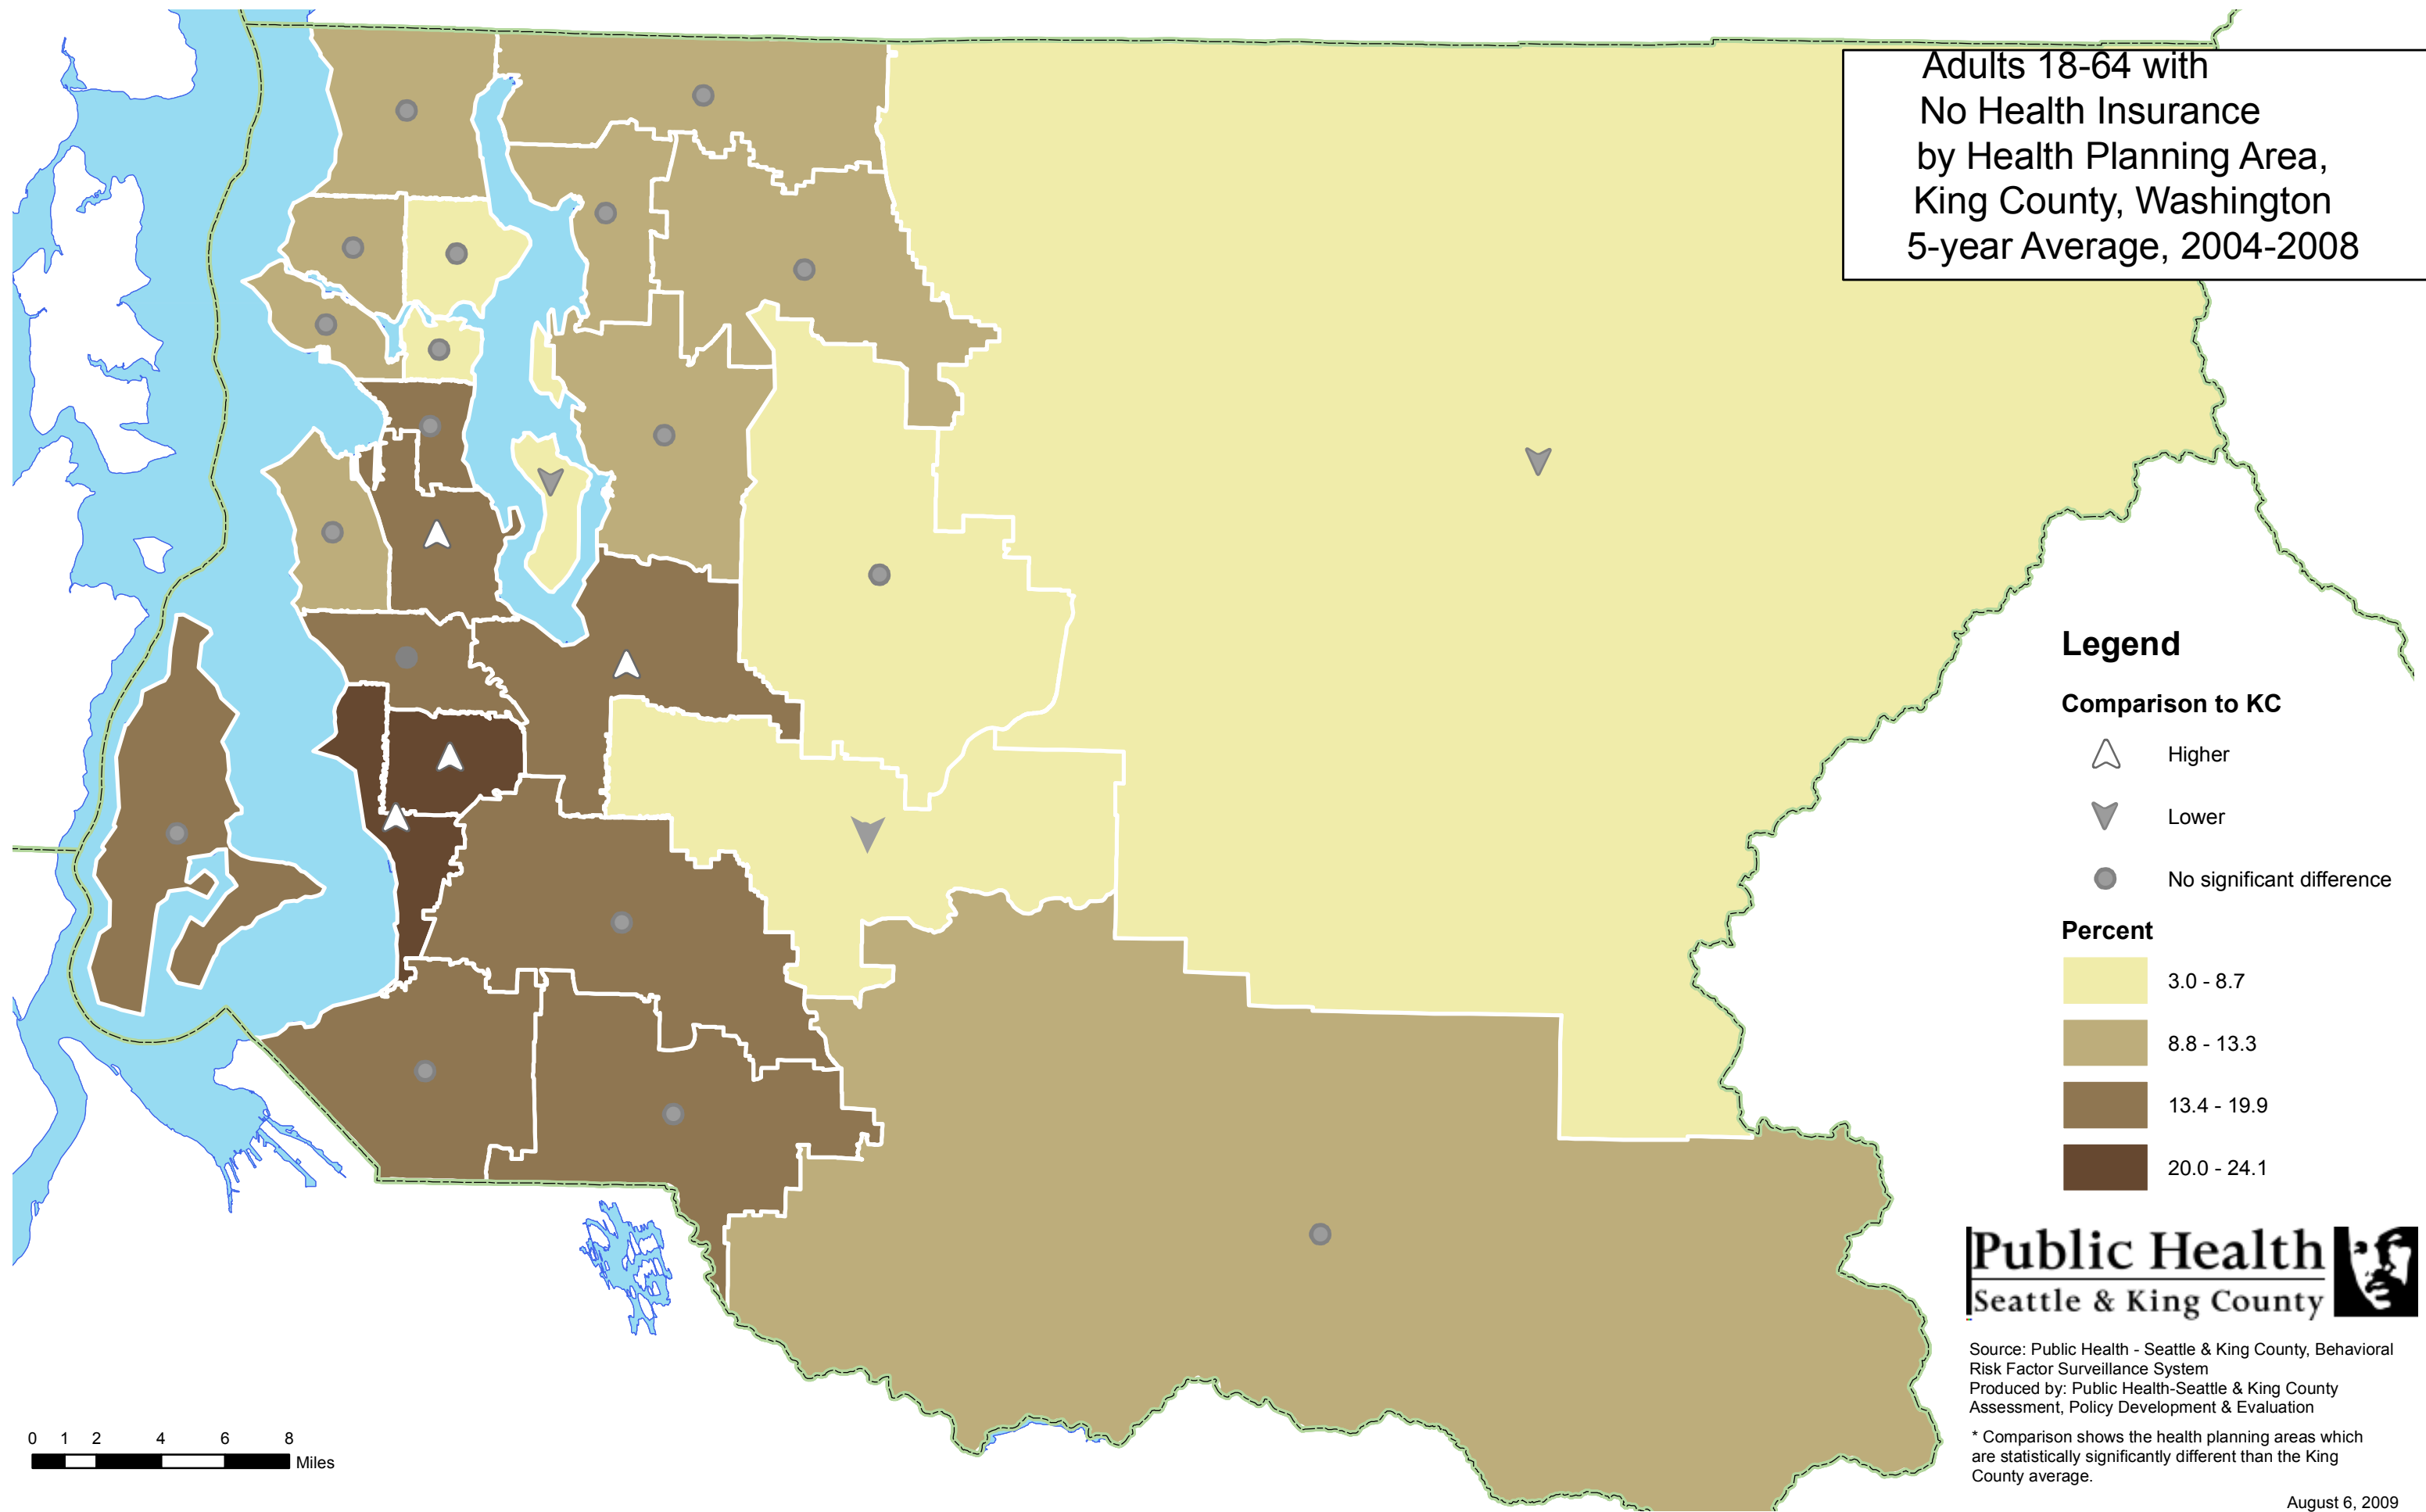 Adults 18-64 with
No Health Insurance
by Health Planning Area,
King County, Washington
5-year Average, 2004-2008
Legend
Comparison to KC
Higher
Lower
No significant difference
Percent
3.0 - 8.7
8.8 - 13.3
13.4 - 19.9
20.0 - 24.1
Public Health
Seattle & King County
Source: Public Health - Seattle & King County, Behavioral
Risk Factor Surveillance System
Produced by: Public Health-Seattle & King County
Assessment, Policy Development & Evaluation
* Comparison shows the health planning areas which
are statistically significantly different than the King
County average.
August 6, 2009
0 1 2 4 6 8
Miles